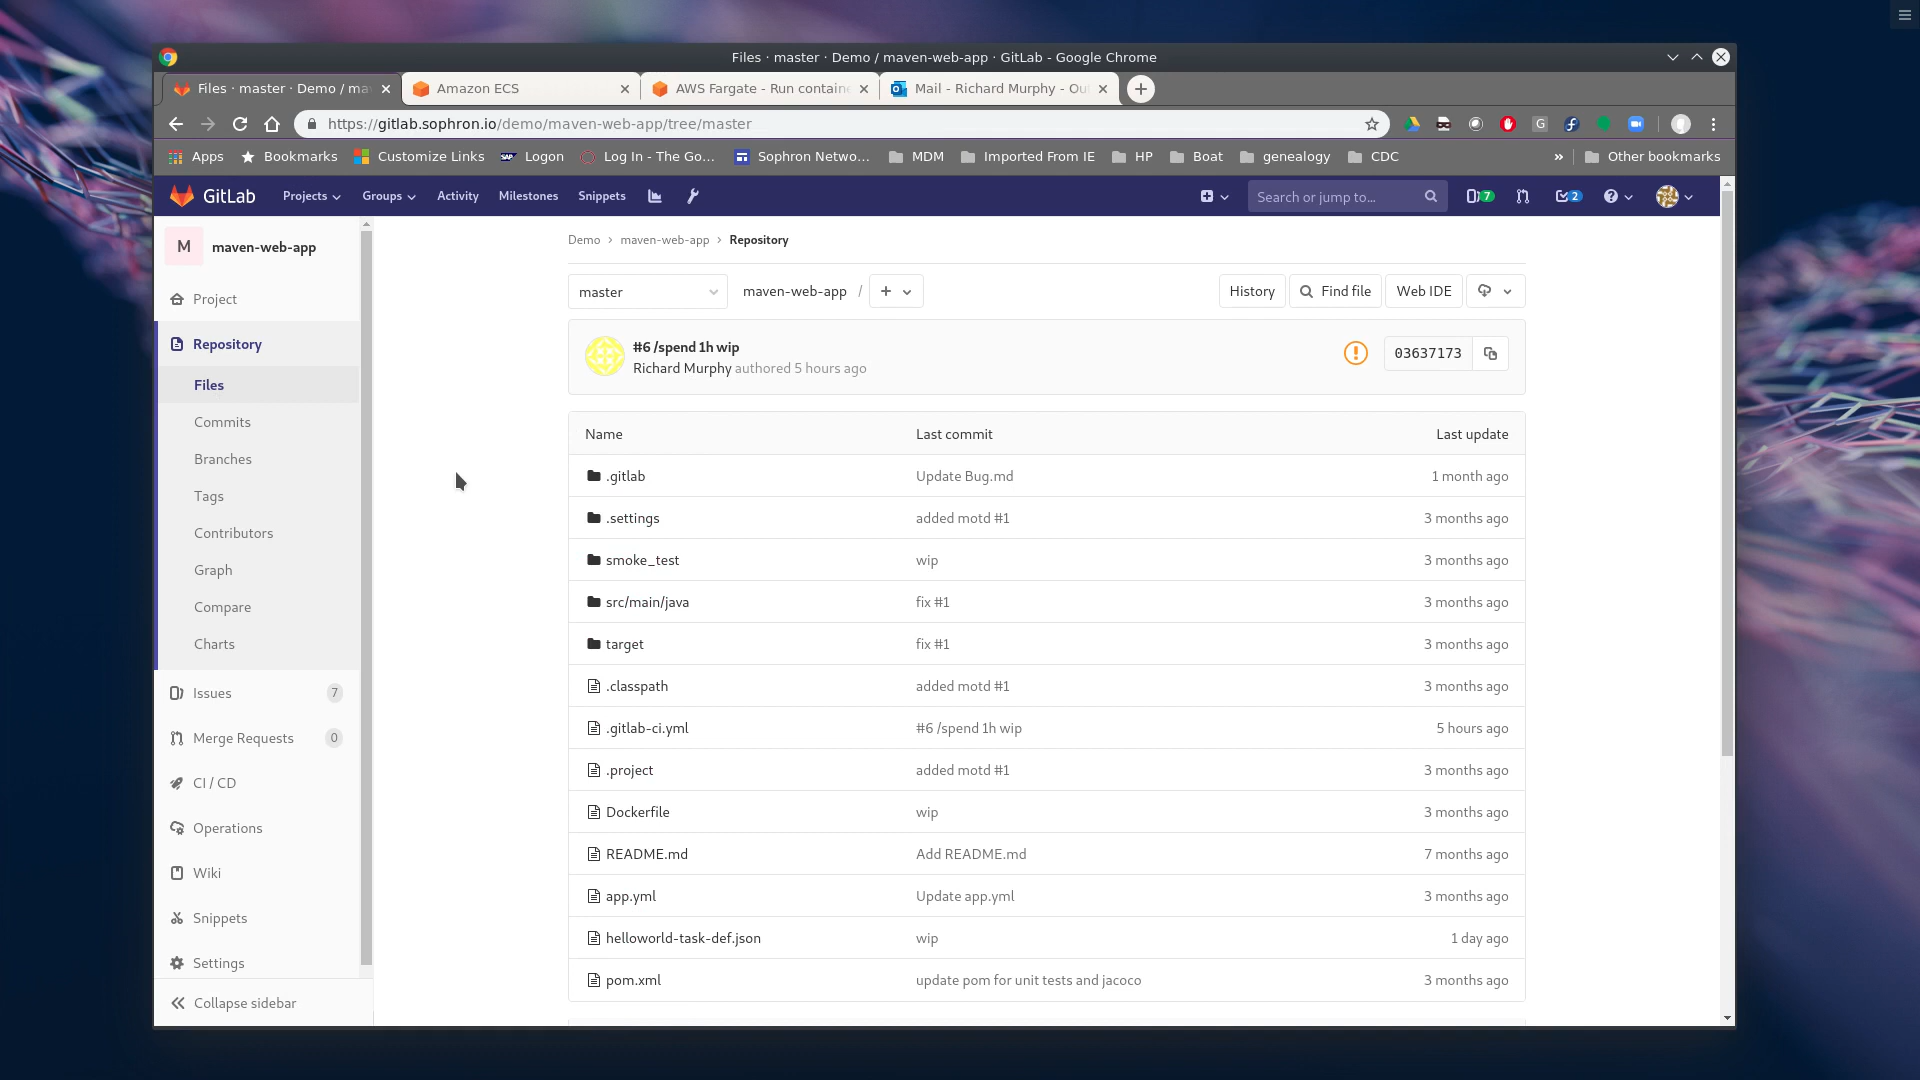 Files · master · Demo / maven-web-app · GitLab - Google Chrome
Files · master · Demo / ma
Amazon ECS
AWS Fargate - Run containe
Mail - Richard Murphy - Ou
https://gitlab.sophron.io/demo/maven-web-app/tree/master
Apps
Bookmarks
Customize Links
SAP
Logon
Log In - The Go...
Sophron Netwo...
MDM
Imported From IE
HP
Boat
genealogy
CDC
»
Other bookmarks
GitLab
Projects
Groups
Activity
Milestones
Snippets
Search or jump to...
7
2
M
maven-web-app
Project
Repository
Files
Commits
Branches
Tags
Contributors
Graph
Compare
Charts
Issues 7
Merge Requests 0
CI / CD
Operations
Wiki
Snippets
Settings
Collapse sidebar
Demo › maven-web-app › Repository
master
maven-web-app / +
History
Find file
Web IDE
#6 /spend 1h wip
Richard Murphy authored 5 hours ago
03637173
Name Last commit Last update
.gitlab Update Bug.md 1 month ago
.settings added motd #1 3 months ago
smoke_test wip 3 months ago
src/main/java fix #1 3 months ago
target fix #1 3 months ago
.classpath added motd #1 3 months ago
.gitlab-ci.yml #6 /spend 1h wip 5 hours ago
.project added motd #1 3 months ago
Dockerfile wip 3 months ago
README.md Add README.md 7 months ago
app.yml Update app.yml 3 months ago
helloworld-task-def.json wip 1 day ago
pom.xml update pom for unit tests and jacoco 3 months ago